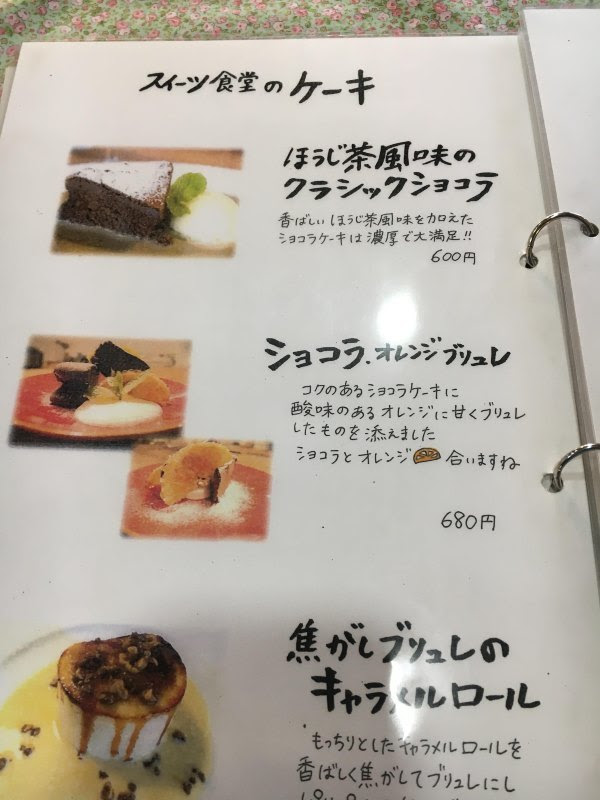 スイーツ食堂のケーキ
ほうじ茶風味の
クラシックショコラ
香ばしいほうじ茶風味を加えた
ショコラケーキは濃厚で大満足!!
600円
ショコラ.オレンジブリュレ
コクのあるショコラケーキに
酸味のあるオレンジに甘くブリュレ
したものを添えました
ショコラとオレンジ 合いますね
680円
焦がしブリュレの
キャラメルロール
もっちりとしたキャラメルロールを
香ばしく焦がしてブリュレにし